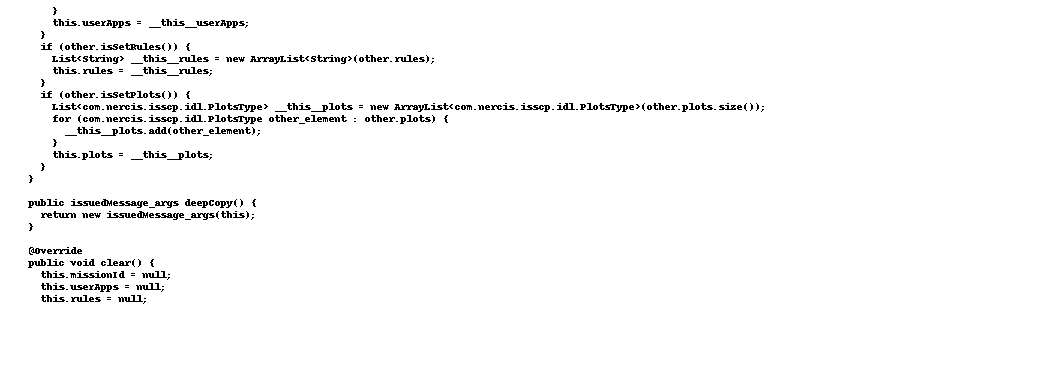 }
this.userApps = __this__userApps;
}
if (other.isSetRules()) {
List<String> __this__rules = new ArrayList<String>(other.rules);
this.rules = __this__rules;
}
if (other.isSetPlots()) {
List<com.nercis.isscp.idl.PlotsType> __this__plots = new ArrayList<com.nercis.isscp.idl.PlotsType>(other.plots.size());
for (com.nercis.isscp.idl.PlotsType other_element : other.plots) {
__this__plots.add(other_element);
}
this.plots = __this__plots;
}
}
public issuedMessage_args deepCopy() {
return new issuedMessage_args(this);
}
@Override
public void clear() {
this.missionId = null;
this.userApps = null;
this.rules = null;